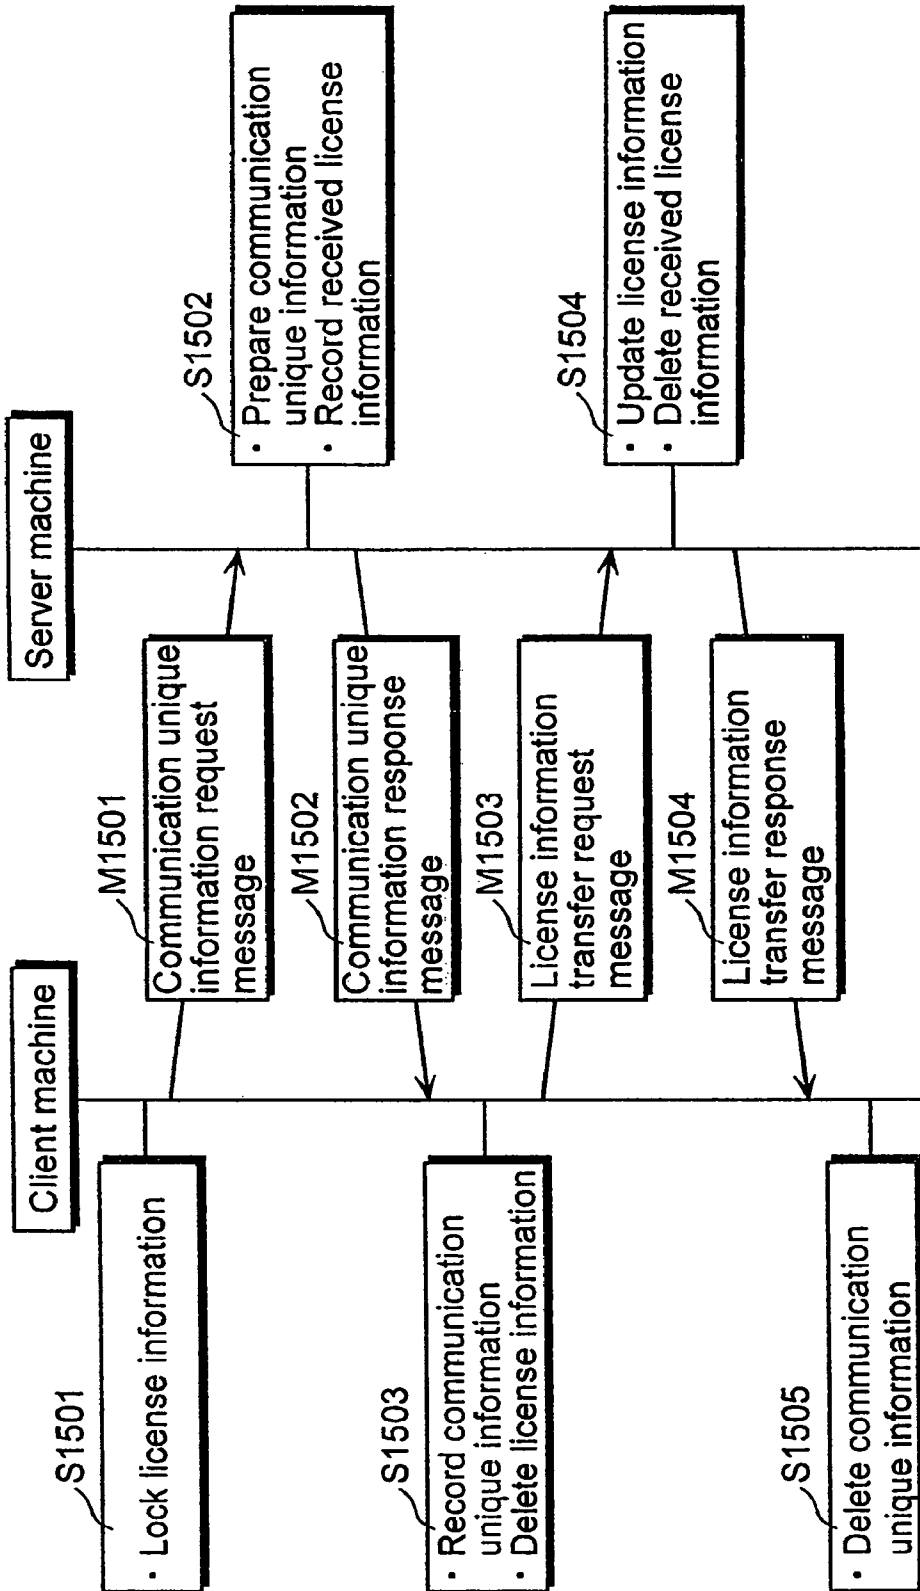 Client machine
Server machine
S1501
· Lock license information
M1501
Communication unique
information request
message
S1502
· Prepare communication
unique information
· Record received license
information
M1502
Communication unique
information response
message
S1503
· Record communication
unique information
· Delete license information
M1503
License information
transfer request
message
S1504
· Update license information
· Delete received license
information
M1504
License information
transfer response
message
S1505
· Delete communication
unique information